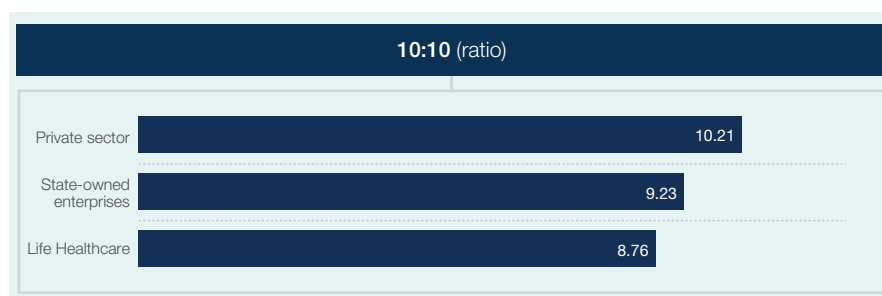 10:10 (ratio)
Private sector
10.21
State-owned
enterprises
9.23
Life Healthcare
8.76